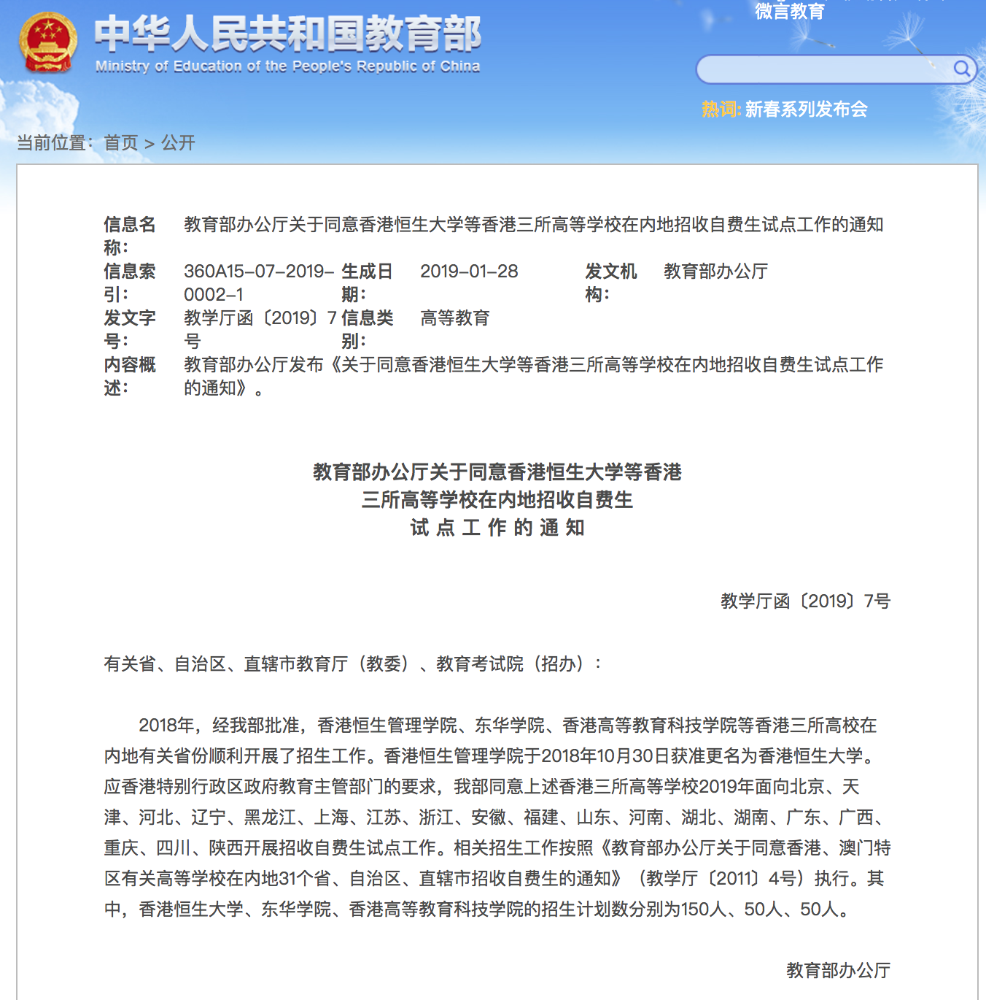 微言教育
中华人民共和国教育部
Ministry of Education of the People's Republic of China
热词: 新春系列发布会
当前位置：首页 > 公开
信息名称： 教育部办公厅关于同意香港恒生大学等香港三所高等学校在内地招收自费生试点工作的通知
信息索引： 360A15-07-2019-0002-1 生成日期： 2019-01-28 发文机构： 教育部办公厅
发文字号： 教学厅函〔2019〕7号 信息类别： 高等教育
内容概述： 教育部办公厅发布《关于同意香港恒生大学等香港三所高等学校在内地招收自费生试点工作的通知》。
教育部办公厅关于同意香港恒生大学等香港
三所高等学校在内地招收自费生
试点工作的通知
教学厅函〔2019〕7号
有关省、自治区、直辖市教育厅（教委）、教育考试院（招办）：
2018年，经我部批准，香港恒生管理学院、东华学院、香港高等教育科技学院等香港三所高校在
内地有关省份顺利开展了招生工作。香港恒生管理学院于2018年10月30日获准更名为香港恒生大学。
应香港特别行政区政府教育主管部门的要求，我部同意上述香港三所高等学校2019年面向北京、天
津、河北、辽宁、黑龙江、上海、江苏、浙江、安徽、福建、山东、河南、湖北、湖南、广东、广西、
重庆、四川、陕西开展招收自费生试点工作。相关招生工作按照《教育部办公厅关于同意香港、澳门特
区有关高等学校在内地31个省、自治区、直辖市招收自费生的通知》（教学厅〔2011〕4号）执行。其
中，香港恒生大学、东华学院、香港高等教育科技学院的招生计划数分别为150人、50人、50人。
教育部办公厅